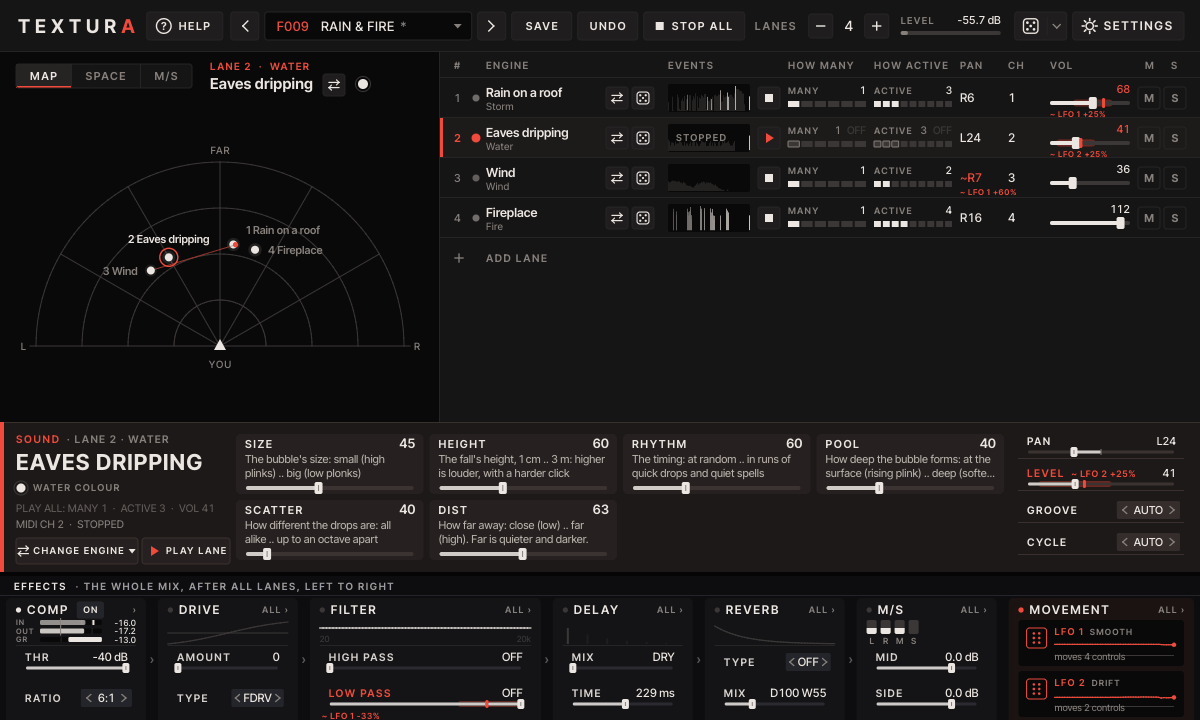 TEXTURA
HELP
F009 RAIN & FIRE *
SAVE
UNDO
STOP ALL
LANES
4
LEVEL -55.7 dB
SETTINGS
MAP
SPACE
M/S
LANE 2 · WATER
Eaves dripping
FAR
1 Rain on a roof
2 Eaves dripping
4 Fireplace
3 Wind
L
R
YOU
# ENGINE EVENTS HOW MANY HOW ACTIVE PAN CH VOL M S
1 Rain on a roof MANY 1 ACTIVE 3 R6 1 68 M S
Storm
~ LFO 1 +25%
2 Eaves dripping STOPPED MANY 1 OFF ACTIVE 3 OFF L24 2 41 M S
Water
~ LFO 2 +25%
3 Wind MANY 1 ACTIVE 2 ~R7 3 36 M S
Wind
~ LFO 1 +60%
4 Fireplace MANY 1 ACTIVE 4 R16 4 112 M S
Fire
+ ADD LANE
SOUND · LANE 2 · WATER
EAVES DRIPPING
WATER COLOUR
PLAY ALL: MANY 1 · ACTIVE 3 · VOL 41
MIDI CH 2 · STOPPED
CHANGE ENGINE
PLAY LANE
SIZE 45
The bubble's size: small (high
plinks) .. big (low plonks)
HEIGHT 60
The fall's height, 1 cm .. 3 m: higher
is louder, with a harder click
RHYTHM 60
The timing: at random .. in runs of
quick drops and quiet spells
POOL 40
How deep the bubble forms: at the
surface (rising plink) .. deep (softe...
SCATTER 40
How different the drops are: all
alike .. up to an octave apart
DIST 63
How far away: close (low) .. far
(high). Far is quieter and darker.
PAN L24
LEVEL ~ LFO 2 +25% 41
GROOVE < AUTO >
CYCLE < AUTO >
EFFECTS · THE WHOLE MIX, AFTER ALL LANES, LEFT TO RIGHT
COMP ON ›
IN -16.0
OUT -17.2
GR -13.0
THR -40 dB
RATIO < 6:1 >
DRIVE ALL ›
AMOUNT 0
TYPE < FDRV >
FILTER ALL ›
20 20k
HIGH PASS OFF
LOW PASS OFF
~ LFO 1 -33%
DELAY ALL ›
MIX DRY
TIME 229 ms
REVERB ALL ›
TYPE < OFF >
MIX D100 W55
M/S ALL ›
L R M S
MID 0.0 dB
SIDE 0.0 dB
MOVEMENT ALL ›
LFO 1 SMOOTH
moves 4 controls
LFO 2 DRIFT
moves 2 controls